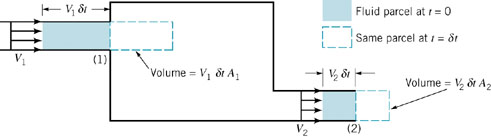 V₁ δt
Fluid parcel at t = 0
Same parcel at t = δt
V₁
(1)
Volume = V₁ δt A₁
V₂ δt
Volume = V₂ δt A₂
V₂
(2)